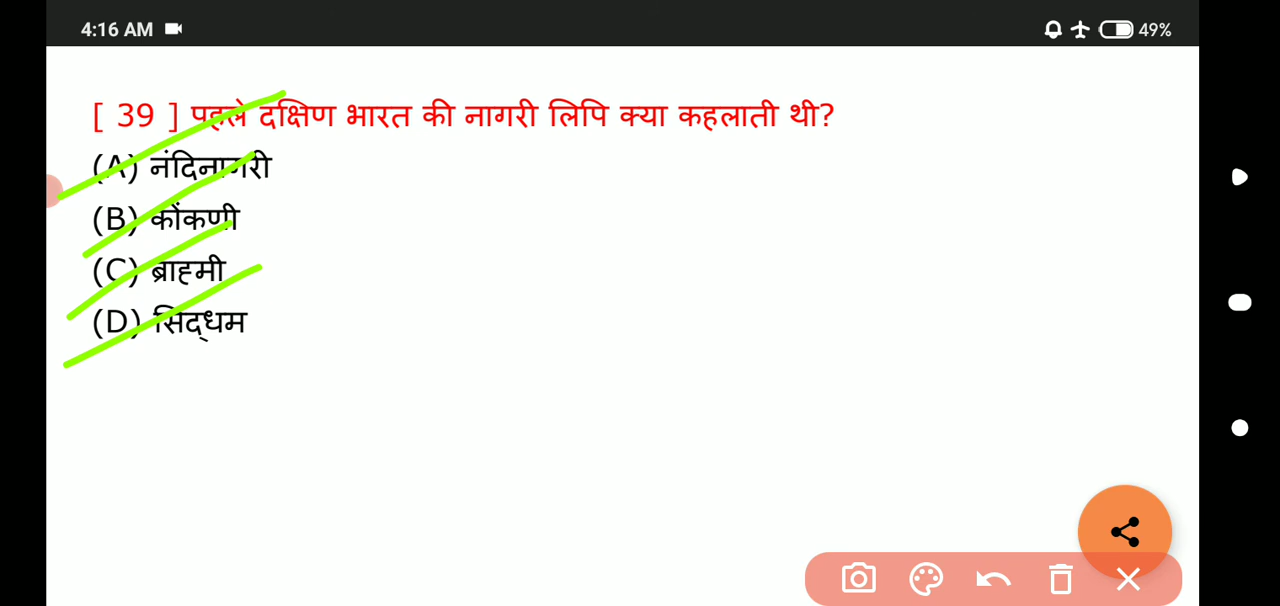 4:16 AM 49%
[ 39 ] पहले दक्षिण भारत की नागरी लिपि क्या कहलाती थी?
(A) नंदिनागरी
(B) कोंकणी
(C) ब्राह्मी
(D) सिद्‌धम